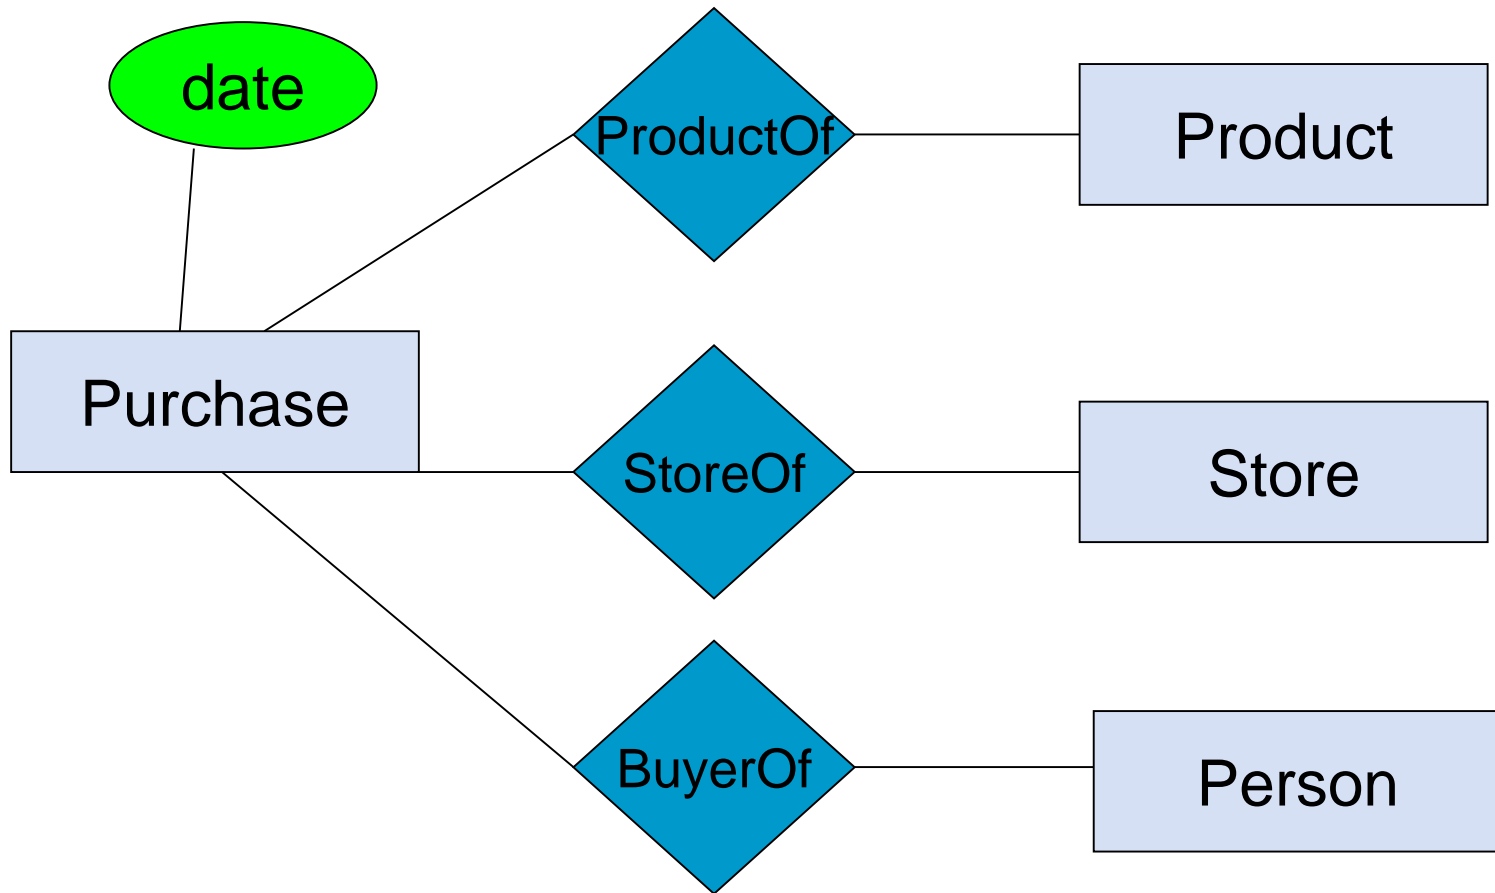 date
ProductOf
Product
Purchase
StoreOf
Store
BuyerOf
Person